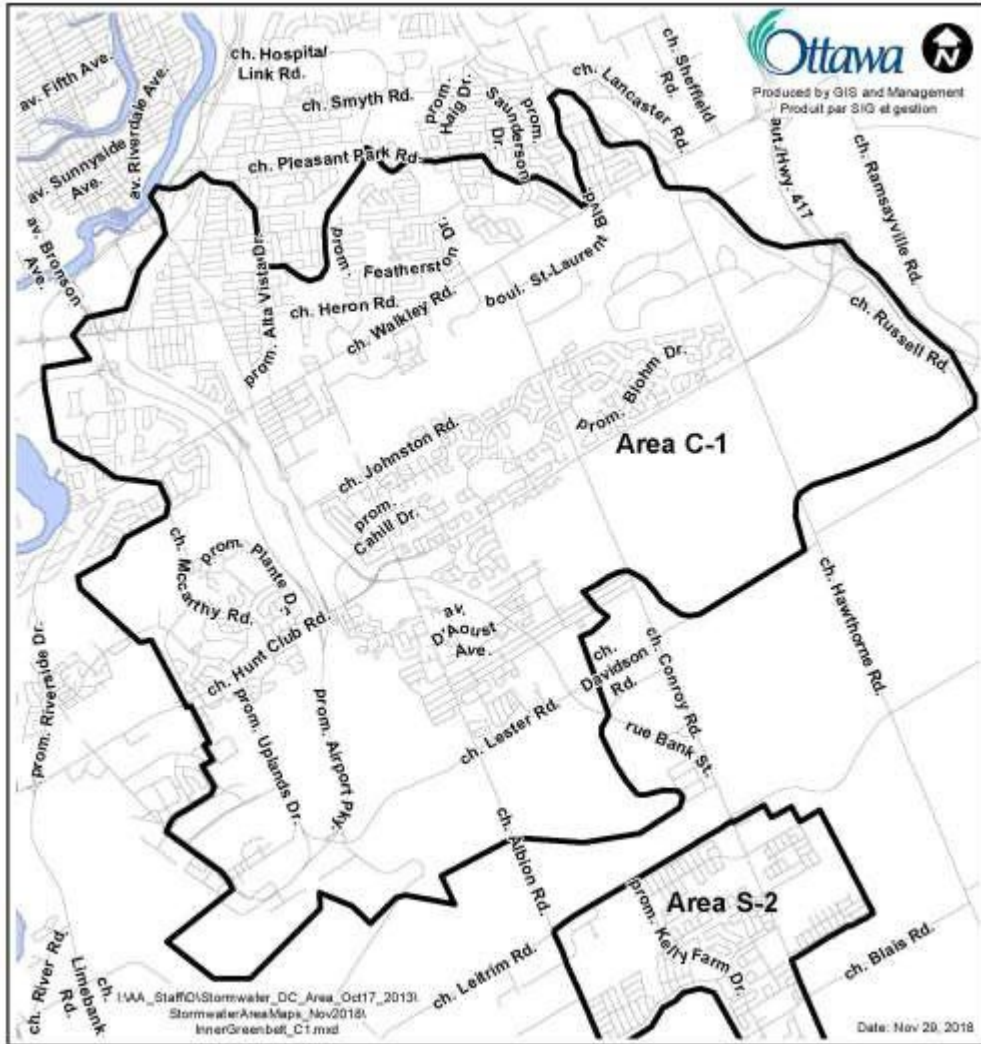 Ottawa
N
Produced by GIS and Management
Produit par SIG et gestion
ch. Hospital
Link Rd.
av. Fifth Ave.
ch. Smyth Rd.
prom.
Haig Dr.
prom.
Saunderson
Dr.
ch. Lancaster Rd.
ch. Sheffield
Rd.
aut./Hwy. 417
ch. Ramsayville Rd.
av. Sunnyside
Ave.
av. Riverdale Ave.
ch. Pleasant Park Rd.
Blvd.
av. Bronson
Ave.
prom. Alta Vista Dr.
prom.
Featherston
Dr.
ch. Heron Rd.
ch. Walkley Rd.
boul. St-Laurent
ch. Russell Rd.
prom. Blohm Dr.
Area C-1
ch. Johnston Rd.
prom.
Cahill Dr.
ch. Mccarthy Rd.
prom. Plante Dr.
ch. Hunt Club Rd.
av.
D'Aoust
Ave.
ch.
Davidson
Rd.
ch. Conroy Rd.
ch. Hawthorne Rd.
prom. Riverside Dr.
prom. Uplands Dr.
prom. Airport Pky.
ch. Lester Rd.
rue Bank St.
ch. Albion Rd.
Area S-2
prom. Kelly Farm Dr.
ch. Leitrim Rd.
ch. Blais Rd.
ch. River Rd.
ch.
Limebank
Rd.
I:\AA_Staff\D\Stormwater_DC_Area_Oct17_2013\
StormwaterAreaMaps_Nov2018\
InnerGreenbelt_C1.mxd
Date: Nov 29, 2018